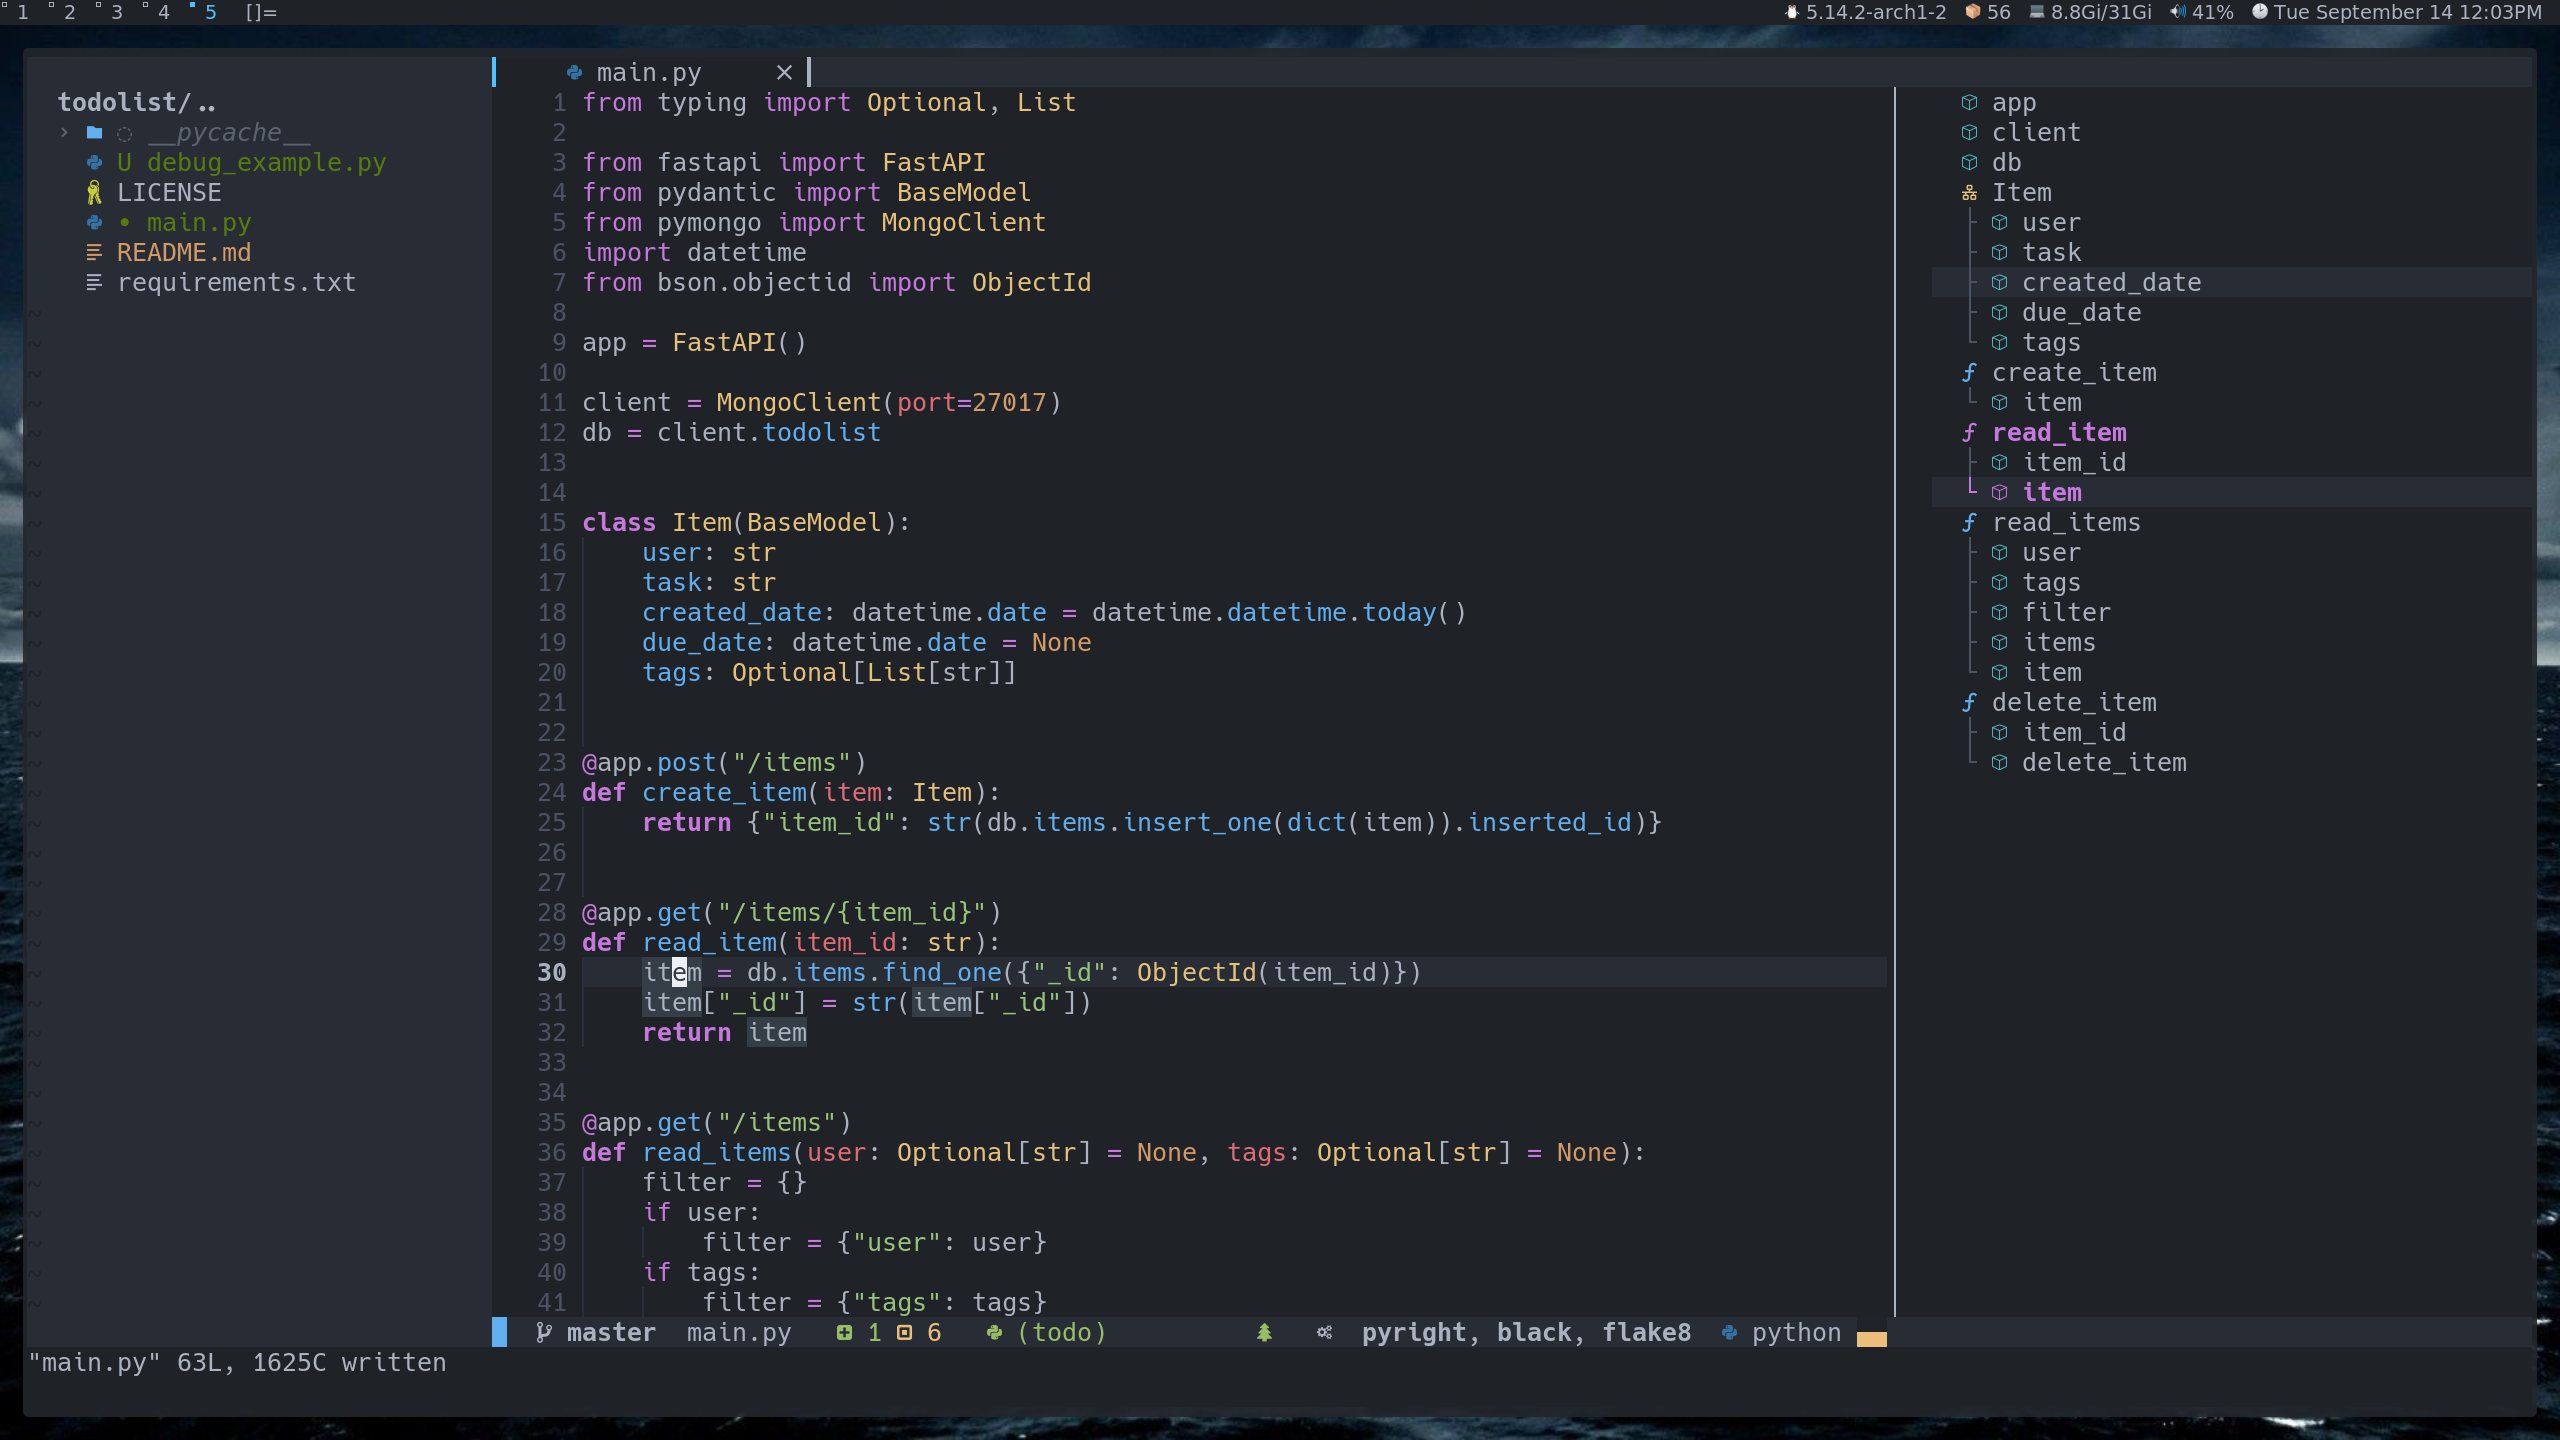 1 2 3 4 5 []= 5.14.2-arch1-2 56 8.8Gi/31Gi 41% Tue September 14 12:03PM
todolist/..
__pycache__
U debug_example.py
LICENSE
main.py
README.md
requirements.txt
main.py
1 from typing import Optional, List
2
3 from fastapi import FastAPI
4 from pydantic import BaseModel
5 from pymongo import MongoClient
6 import datetime
7 from bson.objectid import ObjectId
8
9 app = FastAPI()
10
11 client = MongoClient(port=27017)
12 db = client.todolist
13
14
15 class Item(BaseModel):
16     user: str
17     task: str
18     created_date: datetime.date = datetime.datetime.today()
19     due_date: datetime.date = None
20     tags: Optional[List[str]]
21
22
23 @app.post("/items")
24 def create_item(item: Item):
25     return {"item_id": str(db.items.insert_one(dict(item)).inserted_id)}
26
27
28 @app.get("/items/{item_id}")
29 def read_item(item_id: str):
30     item = db.items.find_one({"_id": ObjectId(item_id)})
31     item["_id"] = str(item["_id"])
32     return item
33
34
35 @app.get("/items")
36 def read_items(user: Optional[str] = None, tags: Optional[str] = None):
37     filter = {}
38     if user:
39         filter = {"user": user}
40     if tags:
41         filter = {"tags": tags}
app
client
db
Item
user
task
created_date
due_date
tags
create_item
item
read_item
item_id
item
read_items
user
tags
filter
items
item
delete_item
item_id
delete_item
master main.py 1 6 (todo) pyright, black, flake8 python
"main.py" 63L, 1625C written